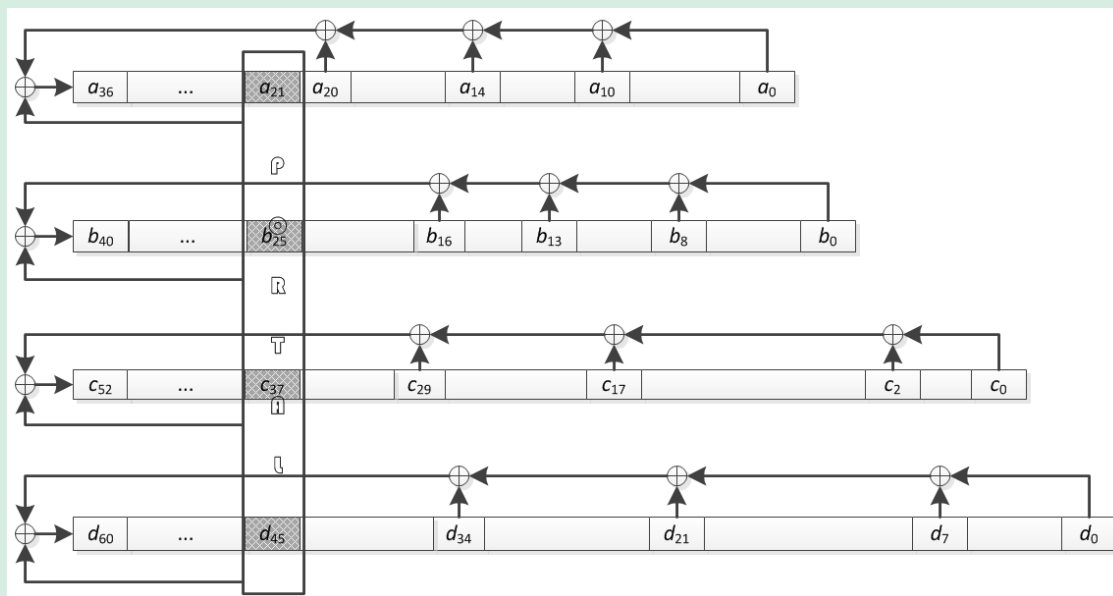 a36 ... a21 a20 a14 a10 a0
P
O
b40 ... b25 b16 b13 b8 b0
R
T
c52 ... c37 c29 c17 c2 c0
A
L
d60 ... d45 d34 d21 d7 d0